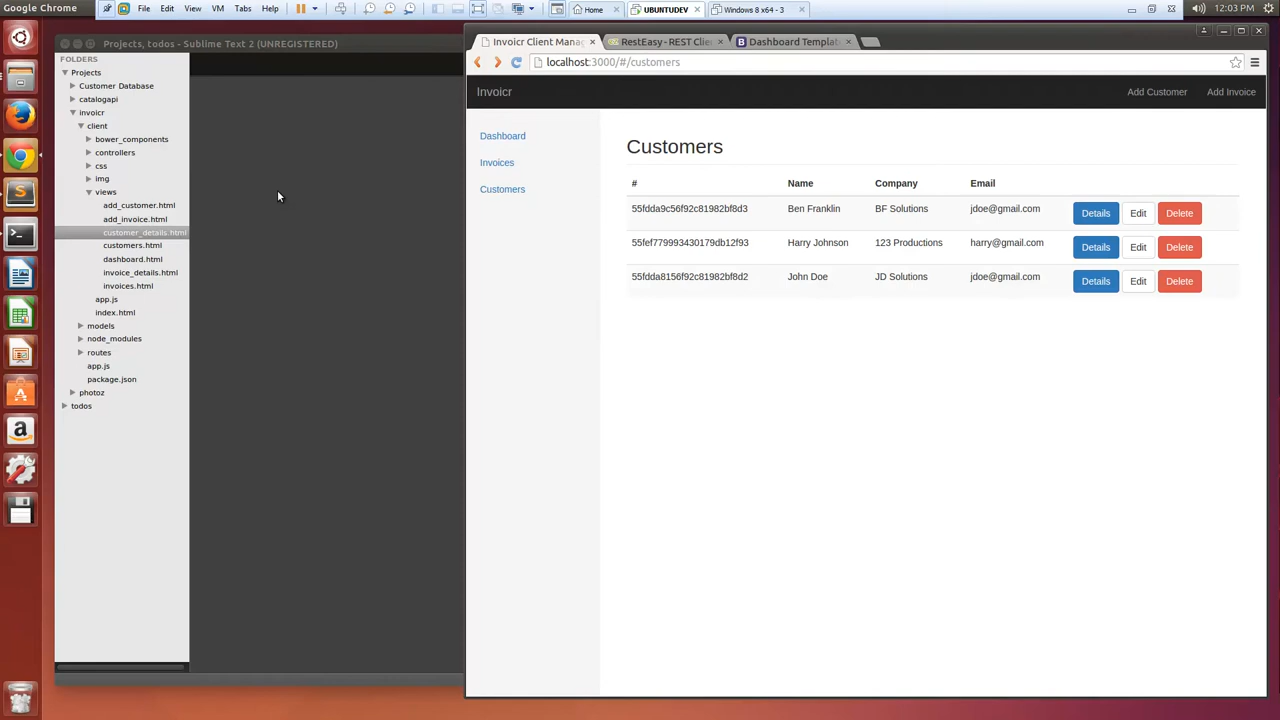 Google Chrome File Edit View VM Tabs Help Home UBUNTUDEV Windows 8 x64 - 3 12:03 PM
Projects, todos - Sublime Text 2 (UNREGISTERED)
FOLDERS
Projects
Customer Database
catalogapi
invoicr
client
bower_components
controllers
css
img
views
add_customer.html
add_invoice.html
customer_details.html
customers.html
dashboard.html
invoice_details.html
invoices.html
app.js
index.html
models
node_modules
routes
app.js
package.json
photoz
todos
Invoicr Client Manag RestEasy - REST Clie Dashboard Templat
localhost:3000/#/customers
Invoicr Add Customer Add Invoice
Dashboard
Invoices
Customers
Customers
# Name Company Email
55fdda9c56f92c81982bf8d3 Ben Franklin BF Solutions jdoe@gmail.com Details Edit Delete
55fef779993430179db12f93 Harry Johnson 123 Productions harry@gmail.com Details Edit Delete
55fdda8156f92c81982bf8d2 John Doe JD Solutions jdoe@gmail.com Details Edit Delete